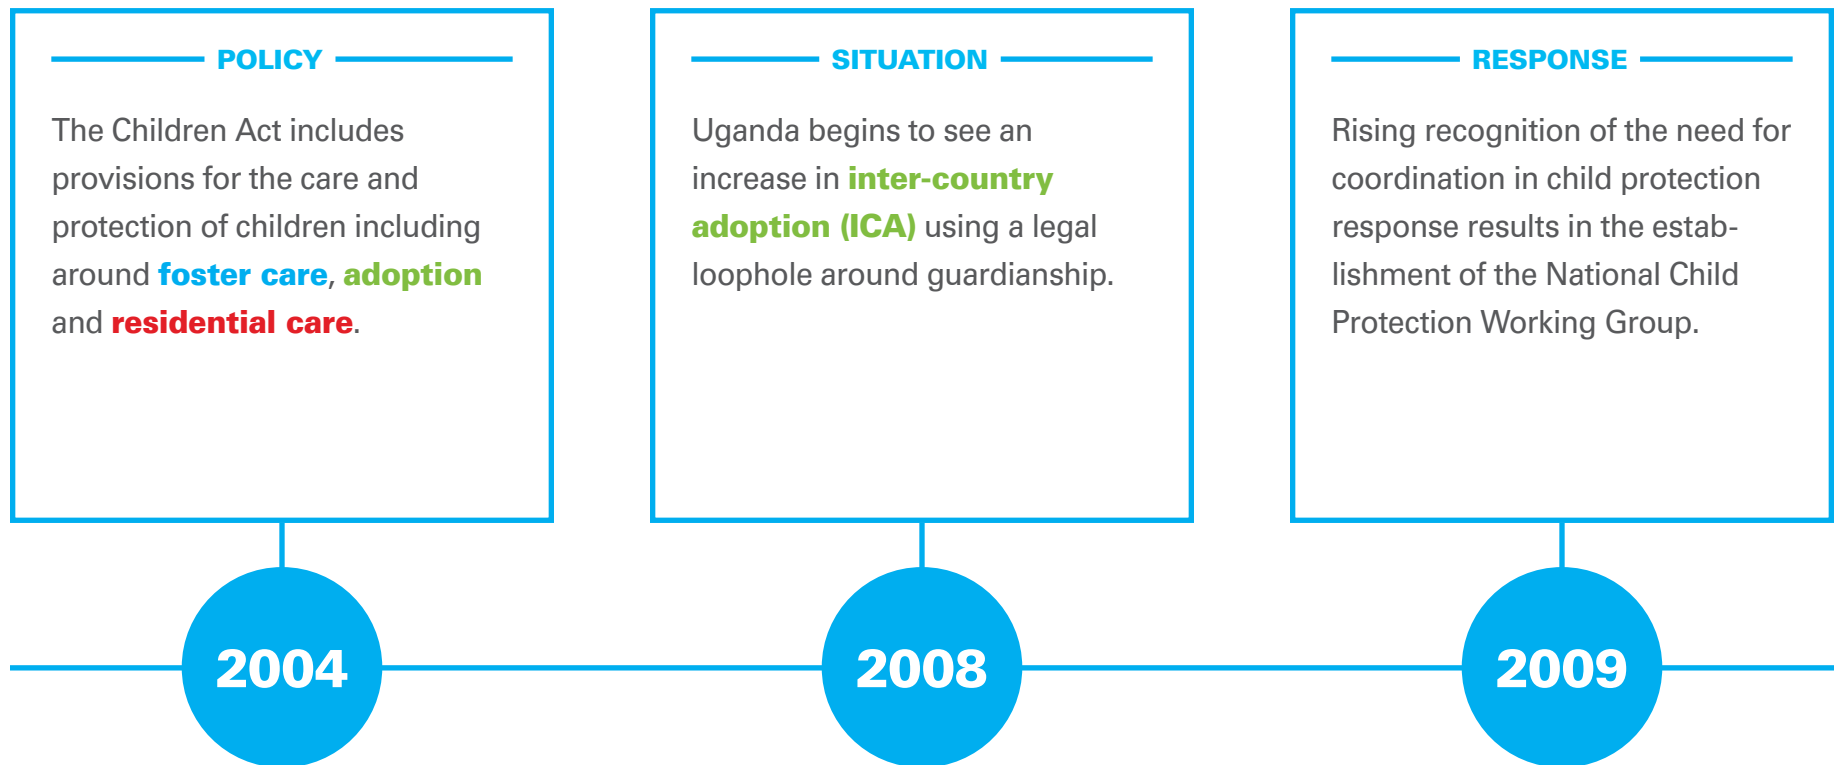 POLICY
The Children Act includes
provisions for the care and
protection of children including
around foster care, adoption
and residential care.
2004
SITUATION
Uganda begins to see an
increase in inter-country
adoption (ICA) using a legal
loophole around guardianship.
2008
RESPONSE
Rising recognition of the need for
coordination in child protection
response results in the estab-
lishment of the National Child
Protection Working Group.
2009